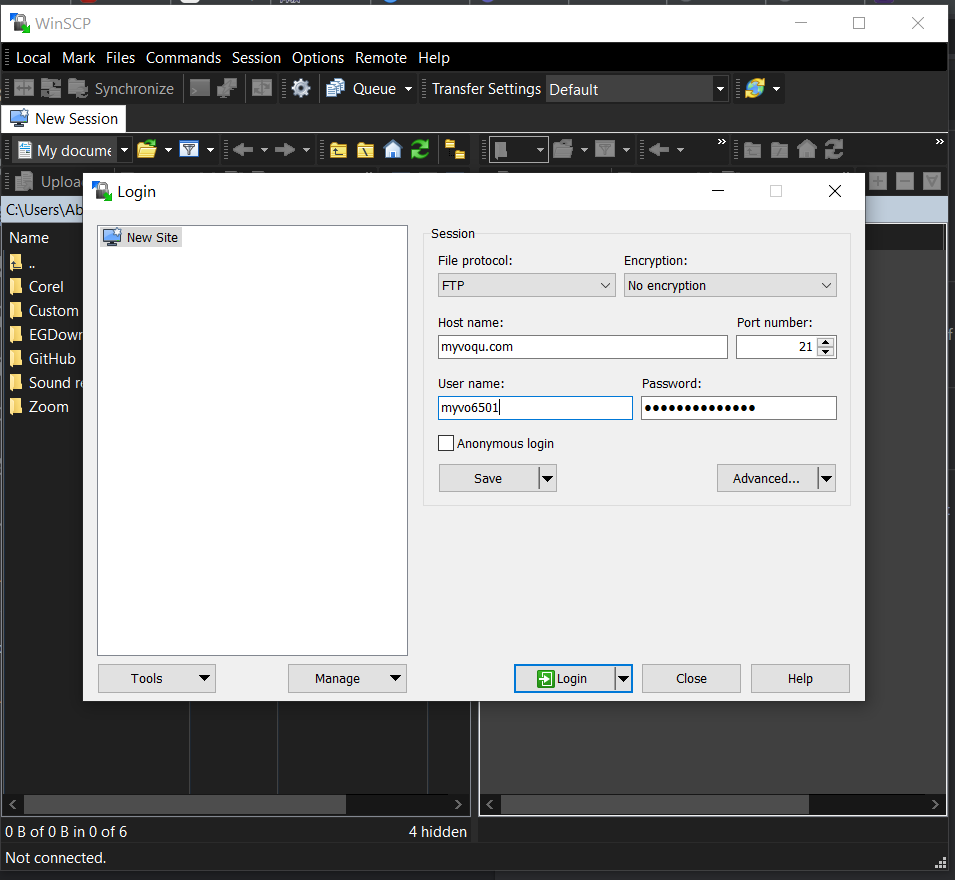 WinSCP
Local Mark Files Commands Session Options Remote Help
Synchronize Queue Transfer Settings Default
New Session
My docume
Uploa
Login
C:\Users\Ab
Name
..
Corel
Custom
EGDown
GitHub
Sound re
Zoom
New Site
Session
File protocol: Encryption:
FTP No encryption
Host name: Port number:
myvoqu.com 21
User name: Password:
myvo6501 ••••••••••••••
Anonymous login
Save Advanced...
Tools Manage Login Close Help
0 B of 0 B in 0 of 6 4 hidden
Not connected.